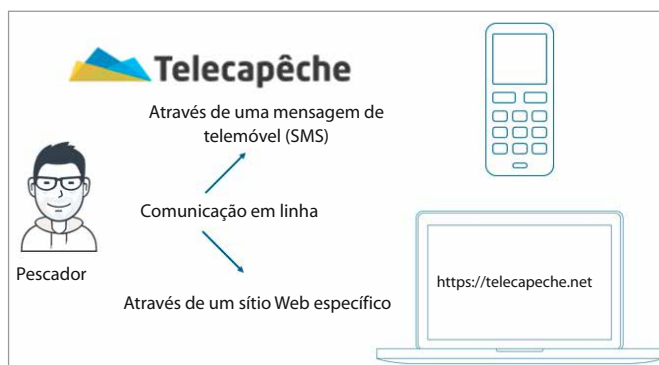 Telecapêche
Através de uma mensagem de
telemóvel (SMS)
Comunicação em linha
Pescador
https://telecapeche.net
Através de um sítio Web específico